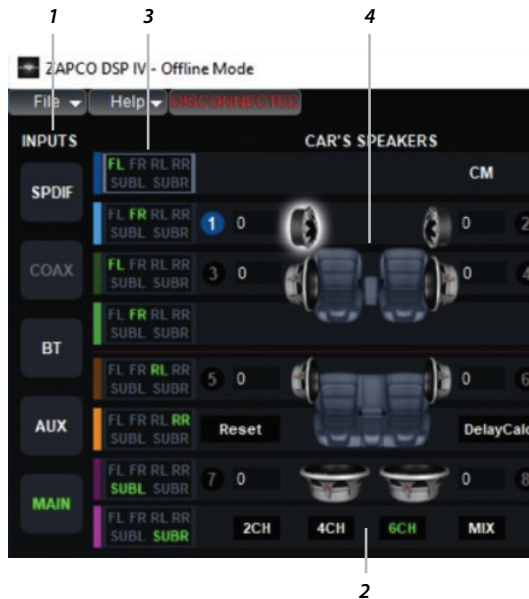 1 3 4
ZAPCO DSP IV - Offline Mode
File Help DISCONNECTED
INPUTS CAR'S SPEAKERS
SPDIF
COAX
BT
AUX
MAIN
FL FR RL RR
SUBL SUBR
CM
FL FR RL RR
SUBL SUBR
1 0 0 2
FL FR RL RR
SUBL SUBR
3 0 0 4
FL FR RL RR
SUBL SUBR
FL FR RL RR
SUBL SUBR
5 0 0 6
FL FR RL RR
SUBL SUBR
Reset DelayCalc
FL FR RL RR
SUBL SUBR
7 0 0 8
FL FR RL RR
SUBL SUBR
2CH 4CH 6CH MIX
2